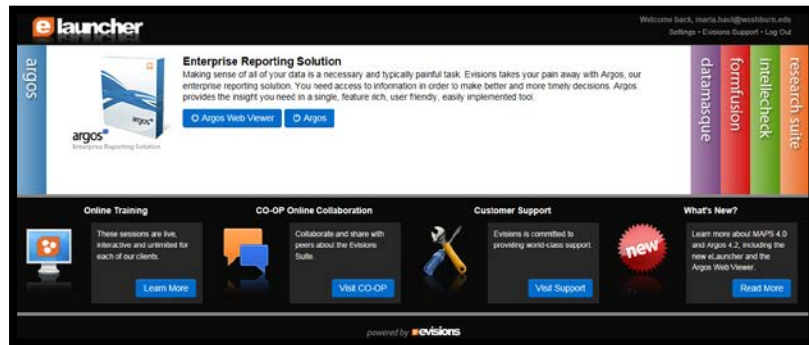 e launcher
Welcome back, marta.hasl@washburn.edu
Settings • Evisions Support • Log Out
argos
argos
argos
Enterprise Reporting Solution
Enterprise Reporting Solution
Making sense of all of your data is a necessary and typically painful task. Evisions takes your pain away with Argos, our
enterprise reporting solution. You need access to information in order to make better and more timely decisions. Argos
provides the insight you need in a single, feature rich, user friendly, easily implemented tool.
Argos Web Viewer
Argos
datamasque
formfusion
intellecheck
research suite
Online Training
These sessions are live,
interactive and unlimited for
each of our clients.
Learn More
CO-OP Online Collaboration
Collaborate and share with
peers about the Evisions
Suite.
Visit CO-OP
Customer Support
Evisions is committed to
providing world-class support.
Visit Support
What's New?
new
Learn more about MAPS 4.0
and Argos 4.2, including the
new eLauncher and the
Argos Web Viewer.
Read More
powered by evisions